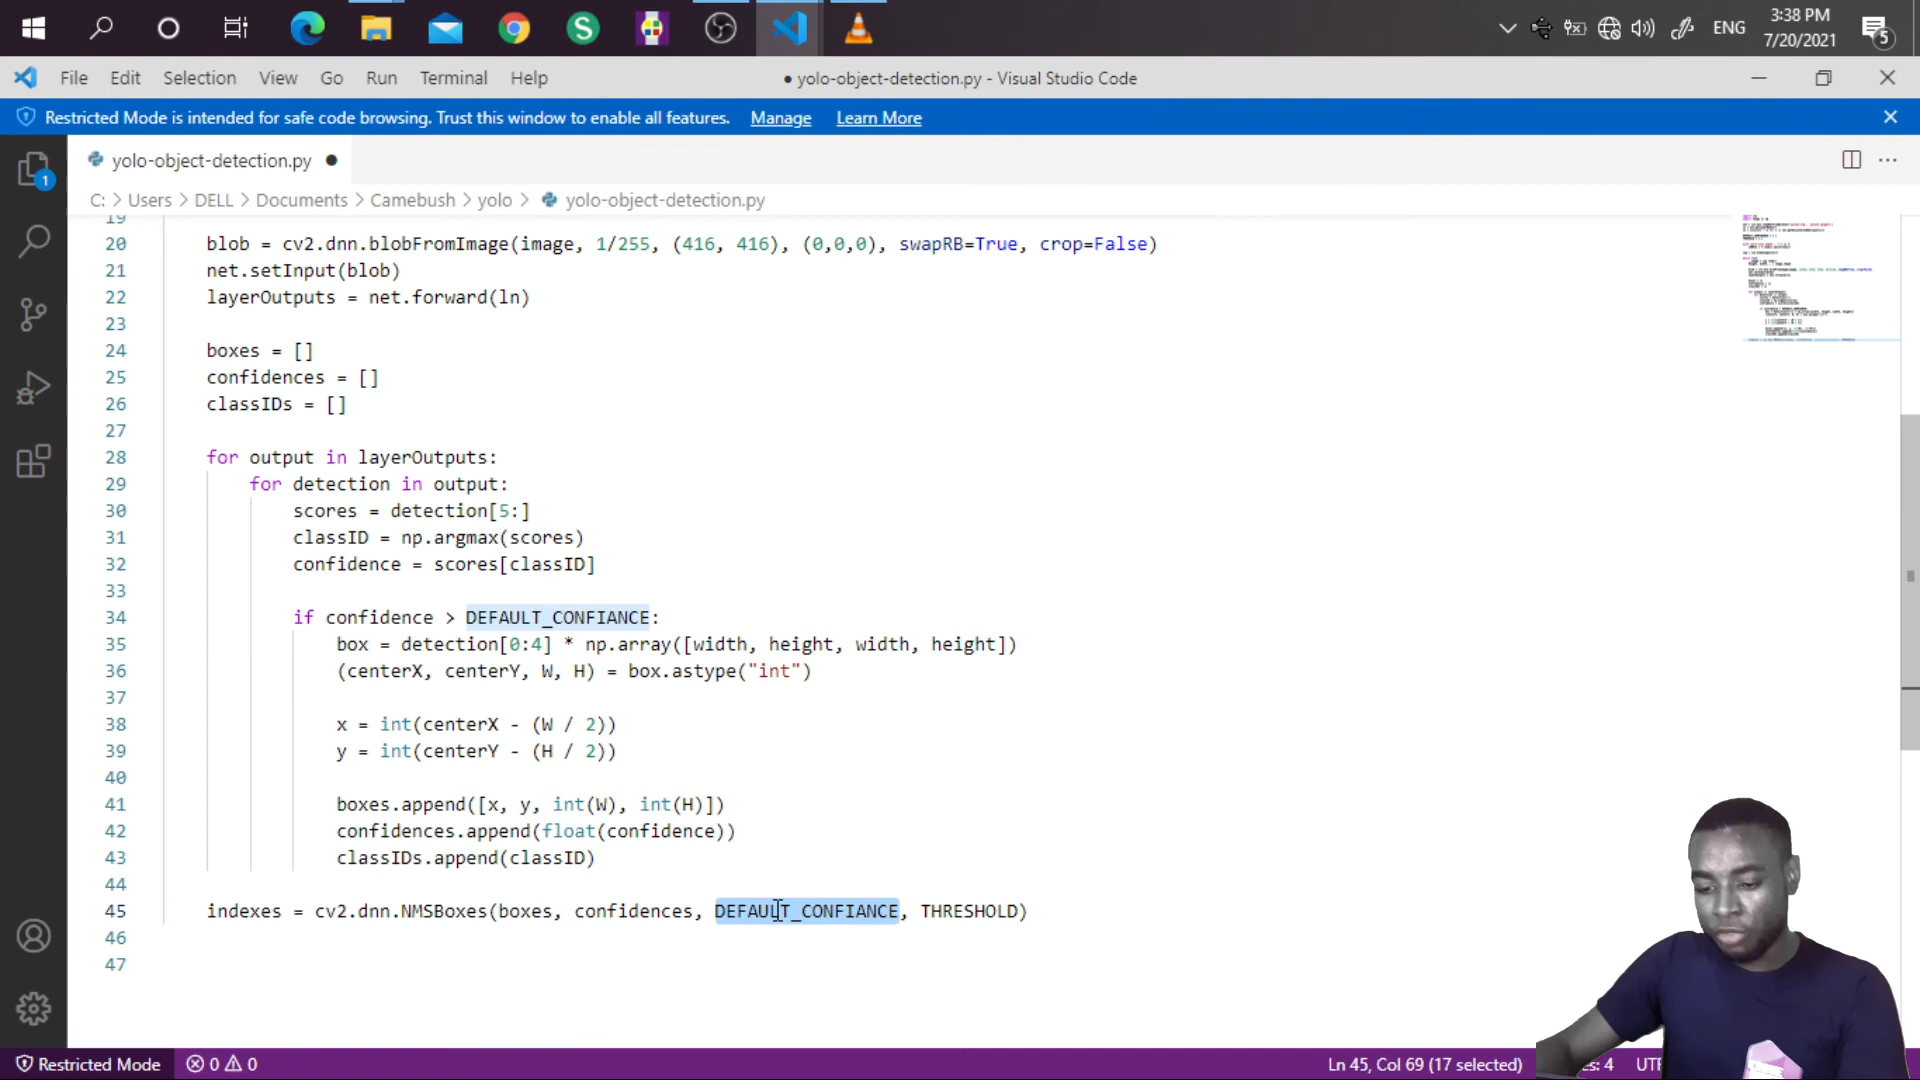 ENG
3:38 PM
7/20/2021
5
File Edit Selection View Go Run Terminal Help
● yolo-object-detection.py - Visual Studio Code
Restricted Mode is intended for safe code browsing. Trust this window to enable all features. Manage Learn More
1
yolo-object-detection.py ●
C: > Users > DELL > Documents > Camebush > yolo > yolo-object-detection.py
19
20 blob = cv2.dnn.blobFromImage(image, 1/255, (416, 416), (0,0,0), swapRB=True, crop=False)
21 net.setInput(blob)
22 layerOutputs = net.forward(ln)
23
24 boxes = []
25 confidences = []
26 classIDs = []
27
28 for output in layerOutputs:
29 for detection in output:
30 scores = detection[5:]
31 classID = np.argmax(scores)
32 confidence = scores[classID]
33
34 if confidence > DEFAULT_CONFIANCE:
35 box = detection[0:4] * np.array([width, height, width, height])
36 (centerX, centerY, W, H) = box.astype("int")
37
38 x = int(centerX - (W / 2))
39 y = int(centerY - (H / 2))
40
41 boxes.append([x, y, int(W), int(H)])
42 confidences.append(float(confidence))
43 classIDs.append(classID)
44
45 indexes = cv2.dnn.NMSBoxes(boxes, confidences, DEFAULT_CONFIANCE, THRESHOLD)
46
47
Restricted Mode 0 0 Ln 45, Col 69 (17 selected) es: 4 UTF